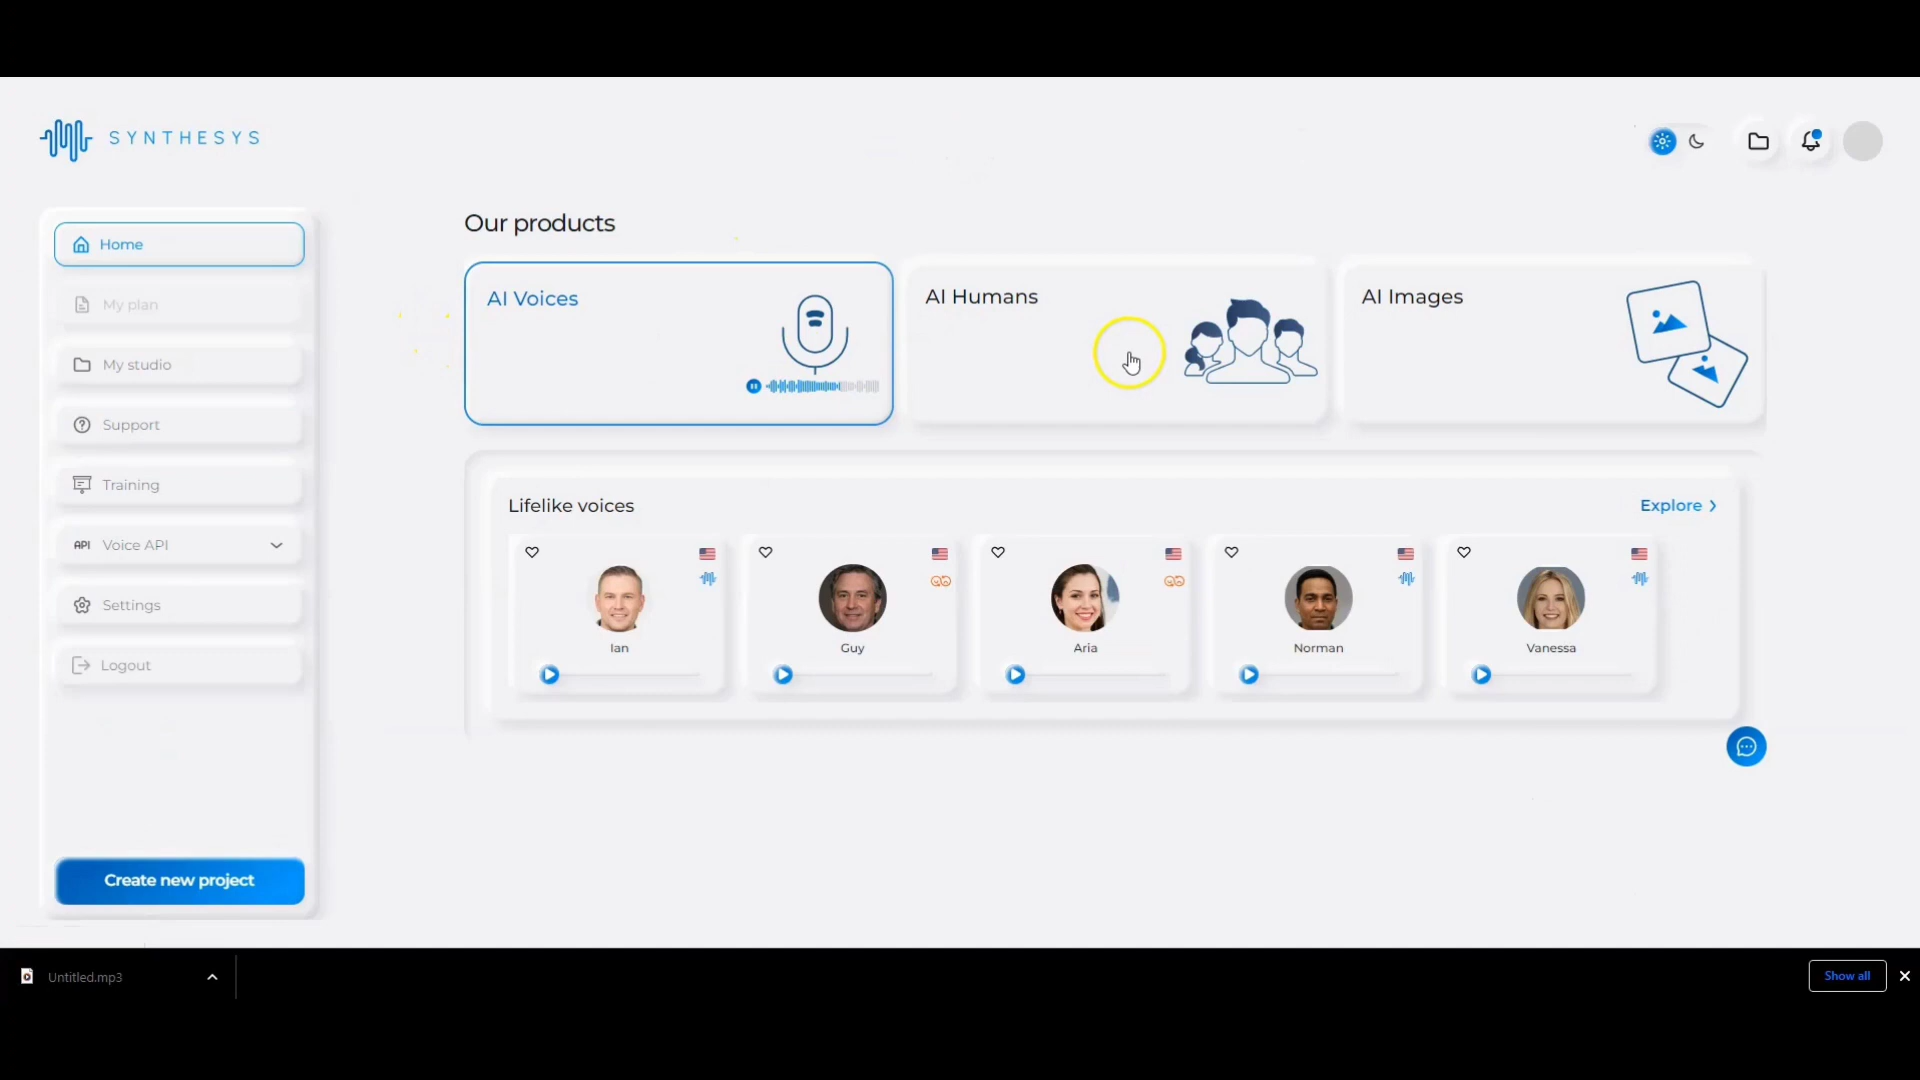 SYNTHESYS
Home
My plan
My studio
Support
Training
API Voice API
Settings
Logout
Create new project
Our products
AI Voices
AI Humans
AI Images
Lifelike voices
Explore
Ian
Guy
Aria
Norman
Vanessa
Untitled.mp3
Show all